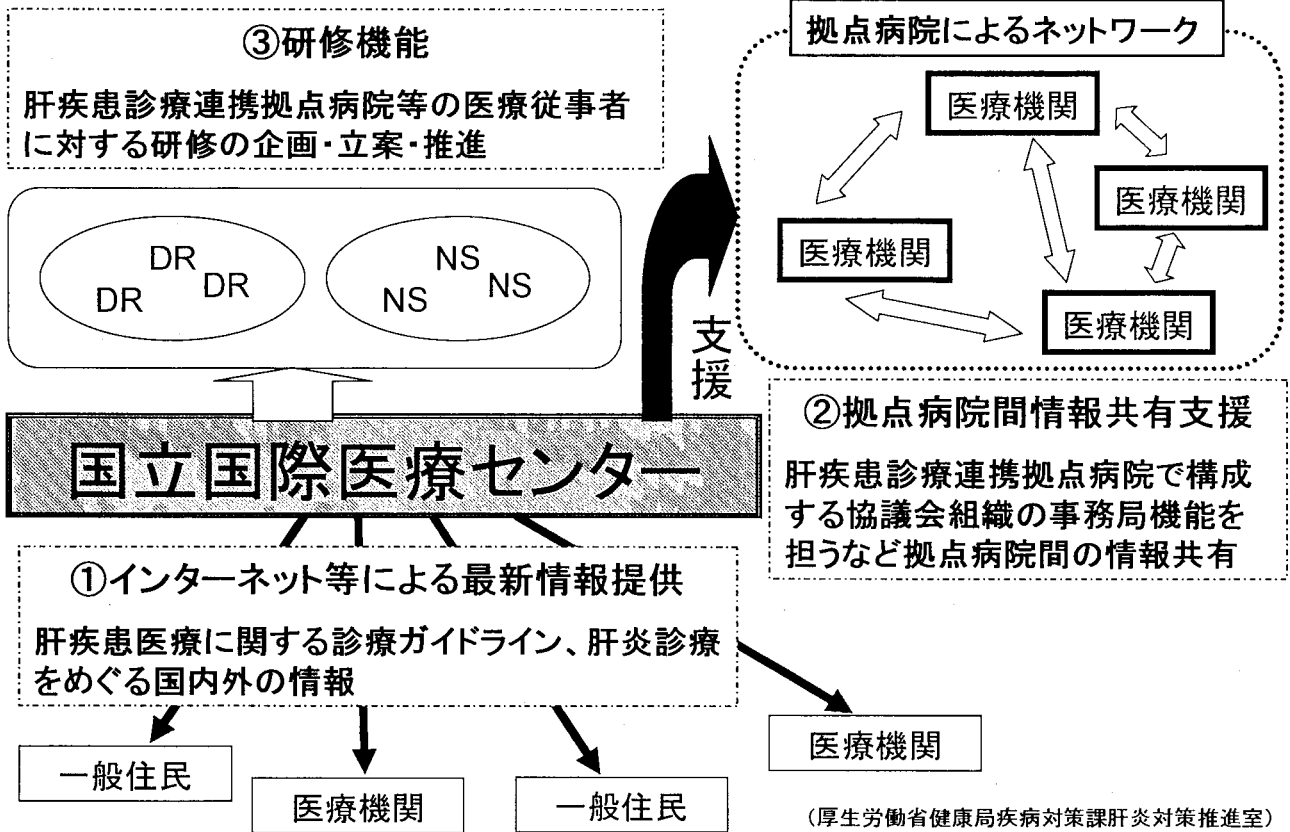 ③研修機能
肝疾患診療連携拠点病院等の医療従事者
に対する研修の企画・立案・推進
DR
DR
DR
NS
NS
NS
拠点病院によるネットワーク
医療機関
医療機関
医療機関
医療機関
支援
国立国際医療センター
②拠点病院間情報共有支援
肝疾患診療連携拠点病院で構成
する協議会組織の事務局機能を
担うなど拠点病院間の情報共有
①インターネット等による最新情報提供
肝疾患医療に関する診療ガイドライン、肝炎診療
をめぐる国内外の情報
一般住民
医療機関
一般住民
医療機関
（厚生労働省健康局疾病対策課肝炎対策推進室）